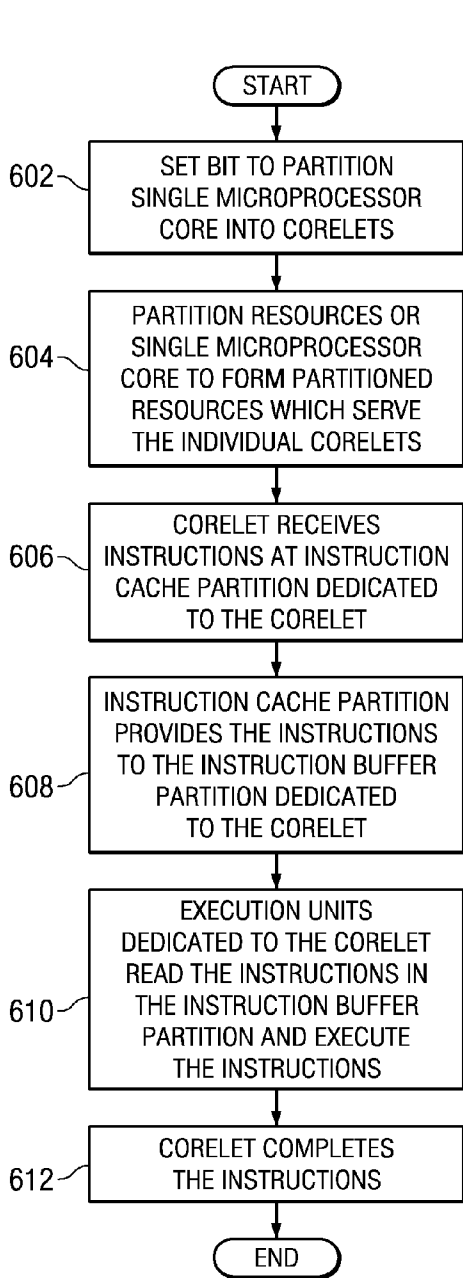 START
602
SET BIT TO PARTITION
SINGLE MICROPROCESSOR
CORE INTO CORELETS
604
PARTITION RESOURCES OR
SINGLE MICROPROCESSOR
CORE TO FORM PARTITIONED
RESOURCES WHICH SERVE
THE INDIVIDUAL CORELETS
606
CORELET RECEIVES
INSTRUCTIONS AT INSTRUCTION
CACHE PARTITION DEDICATED
TO THE CORELET
608
INSTRUCTION CACHE PARTITION
PROVIDES THE INSTRUCTIONS
TO THE INSTRUCTION BUFFER
PARTITION DEDICATED
TO THE CORELET
610
EXECUTION UNITS
DEDICATED TO THE CORELET
READ THE INSTRUCTIONS IN
THE INSTRUCTION BUFFER
PARTITION AND EXECUTE
THE INSTRUCTIONS
612
CORELET COMPLETES
THE INSTRUCTIONS
END